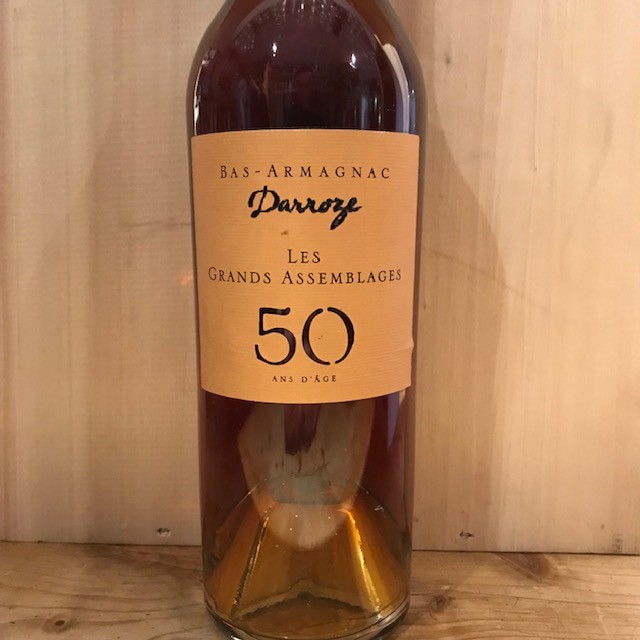 BAS-ARMAGNAC
Darroze
LES
GRANDS ASSEMBLAGES
50
ANS D'ÂGE